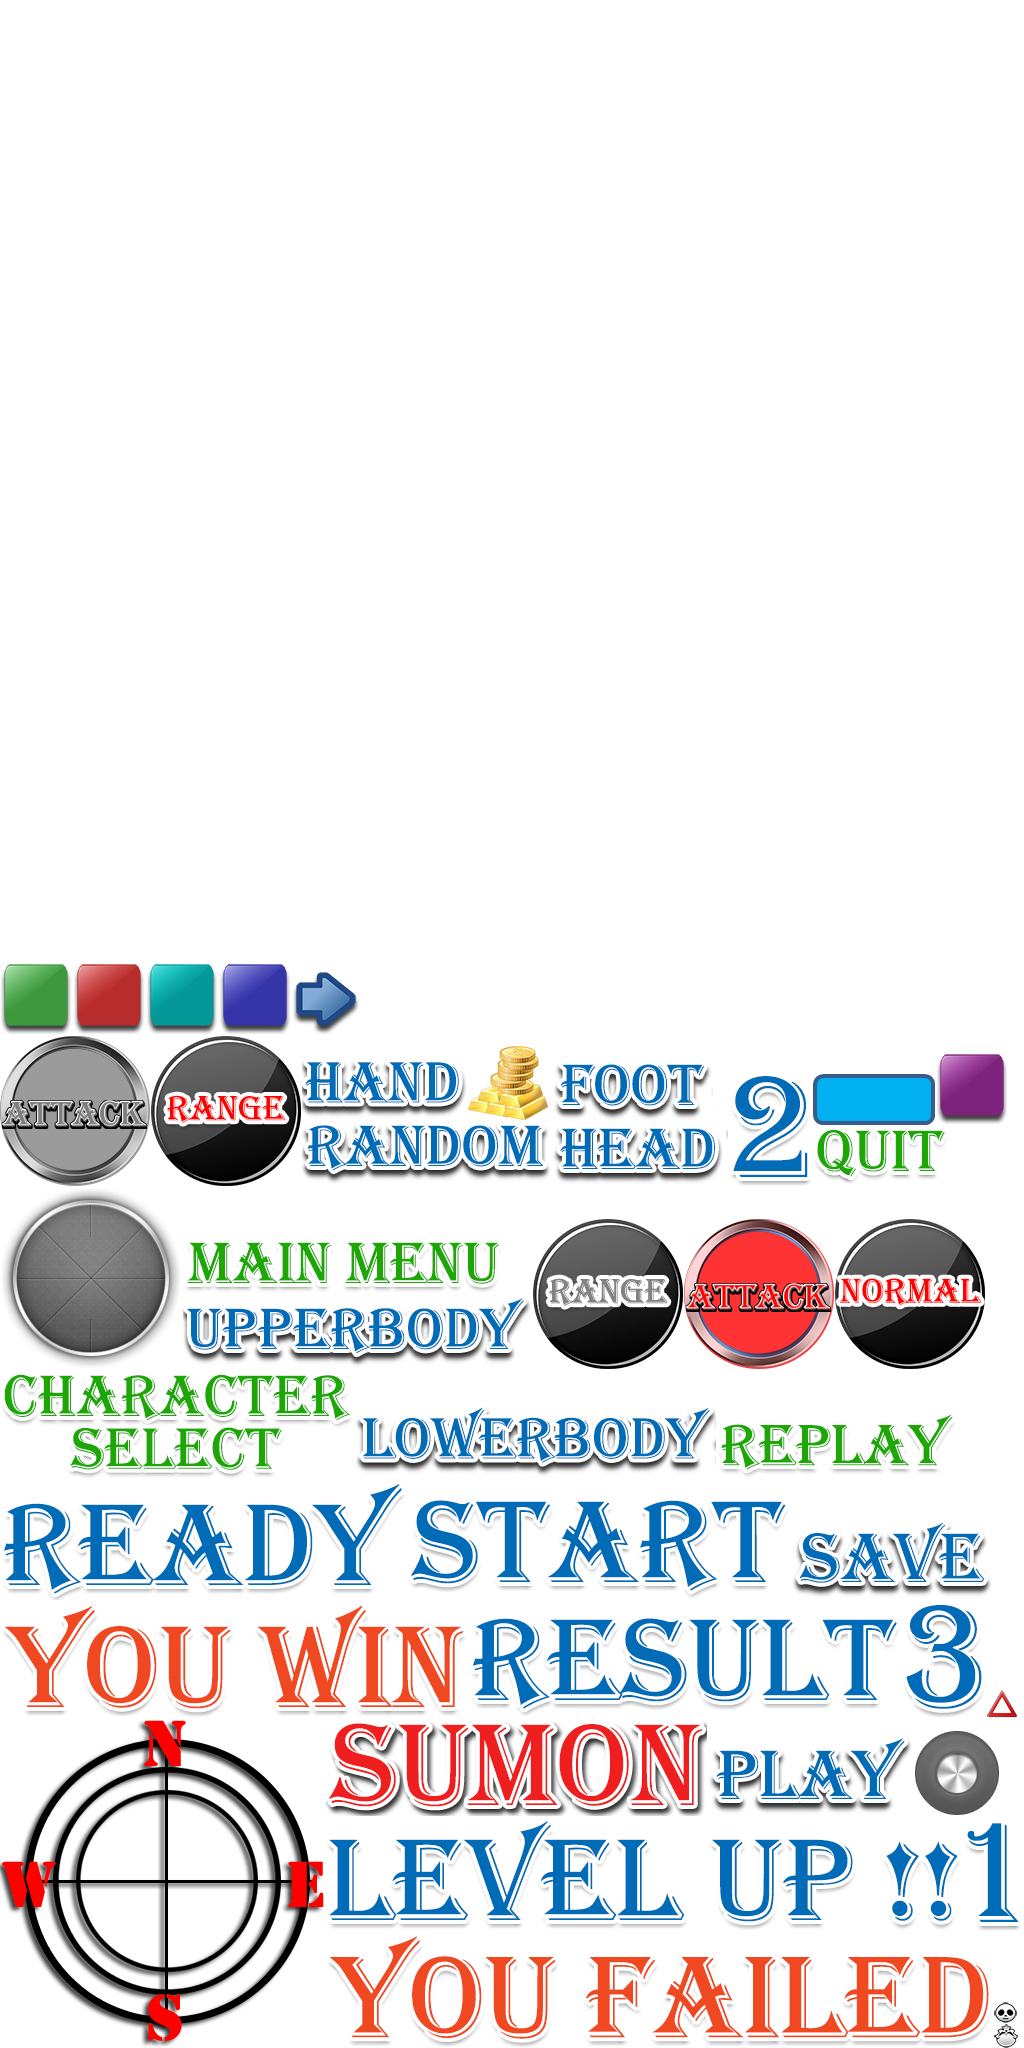 ATTACK
RANGE
HAND
FOOT
RANDOM
HEAD
2
QUIT
MAIN MENU
UPPERBODY
RANGE
ATTACK
NORMAL
CHARACTER
SELECT
LOWERBODY
REPLAY
READY
START
SAVE
YOU WIN
RESULT
3
N
W
E
S
SUMON
PLAY
LEVEL UP !!
1
YOU FAILED